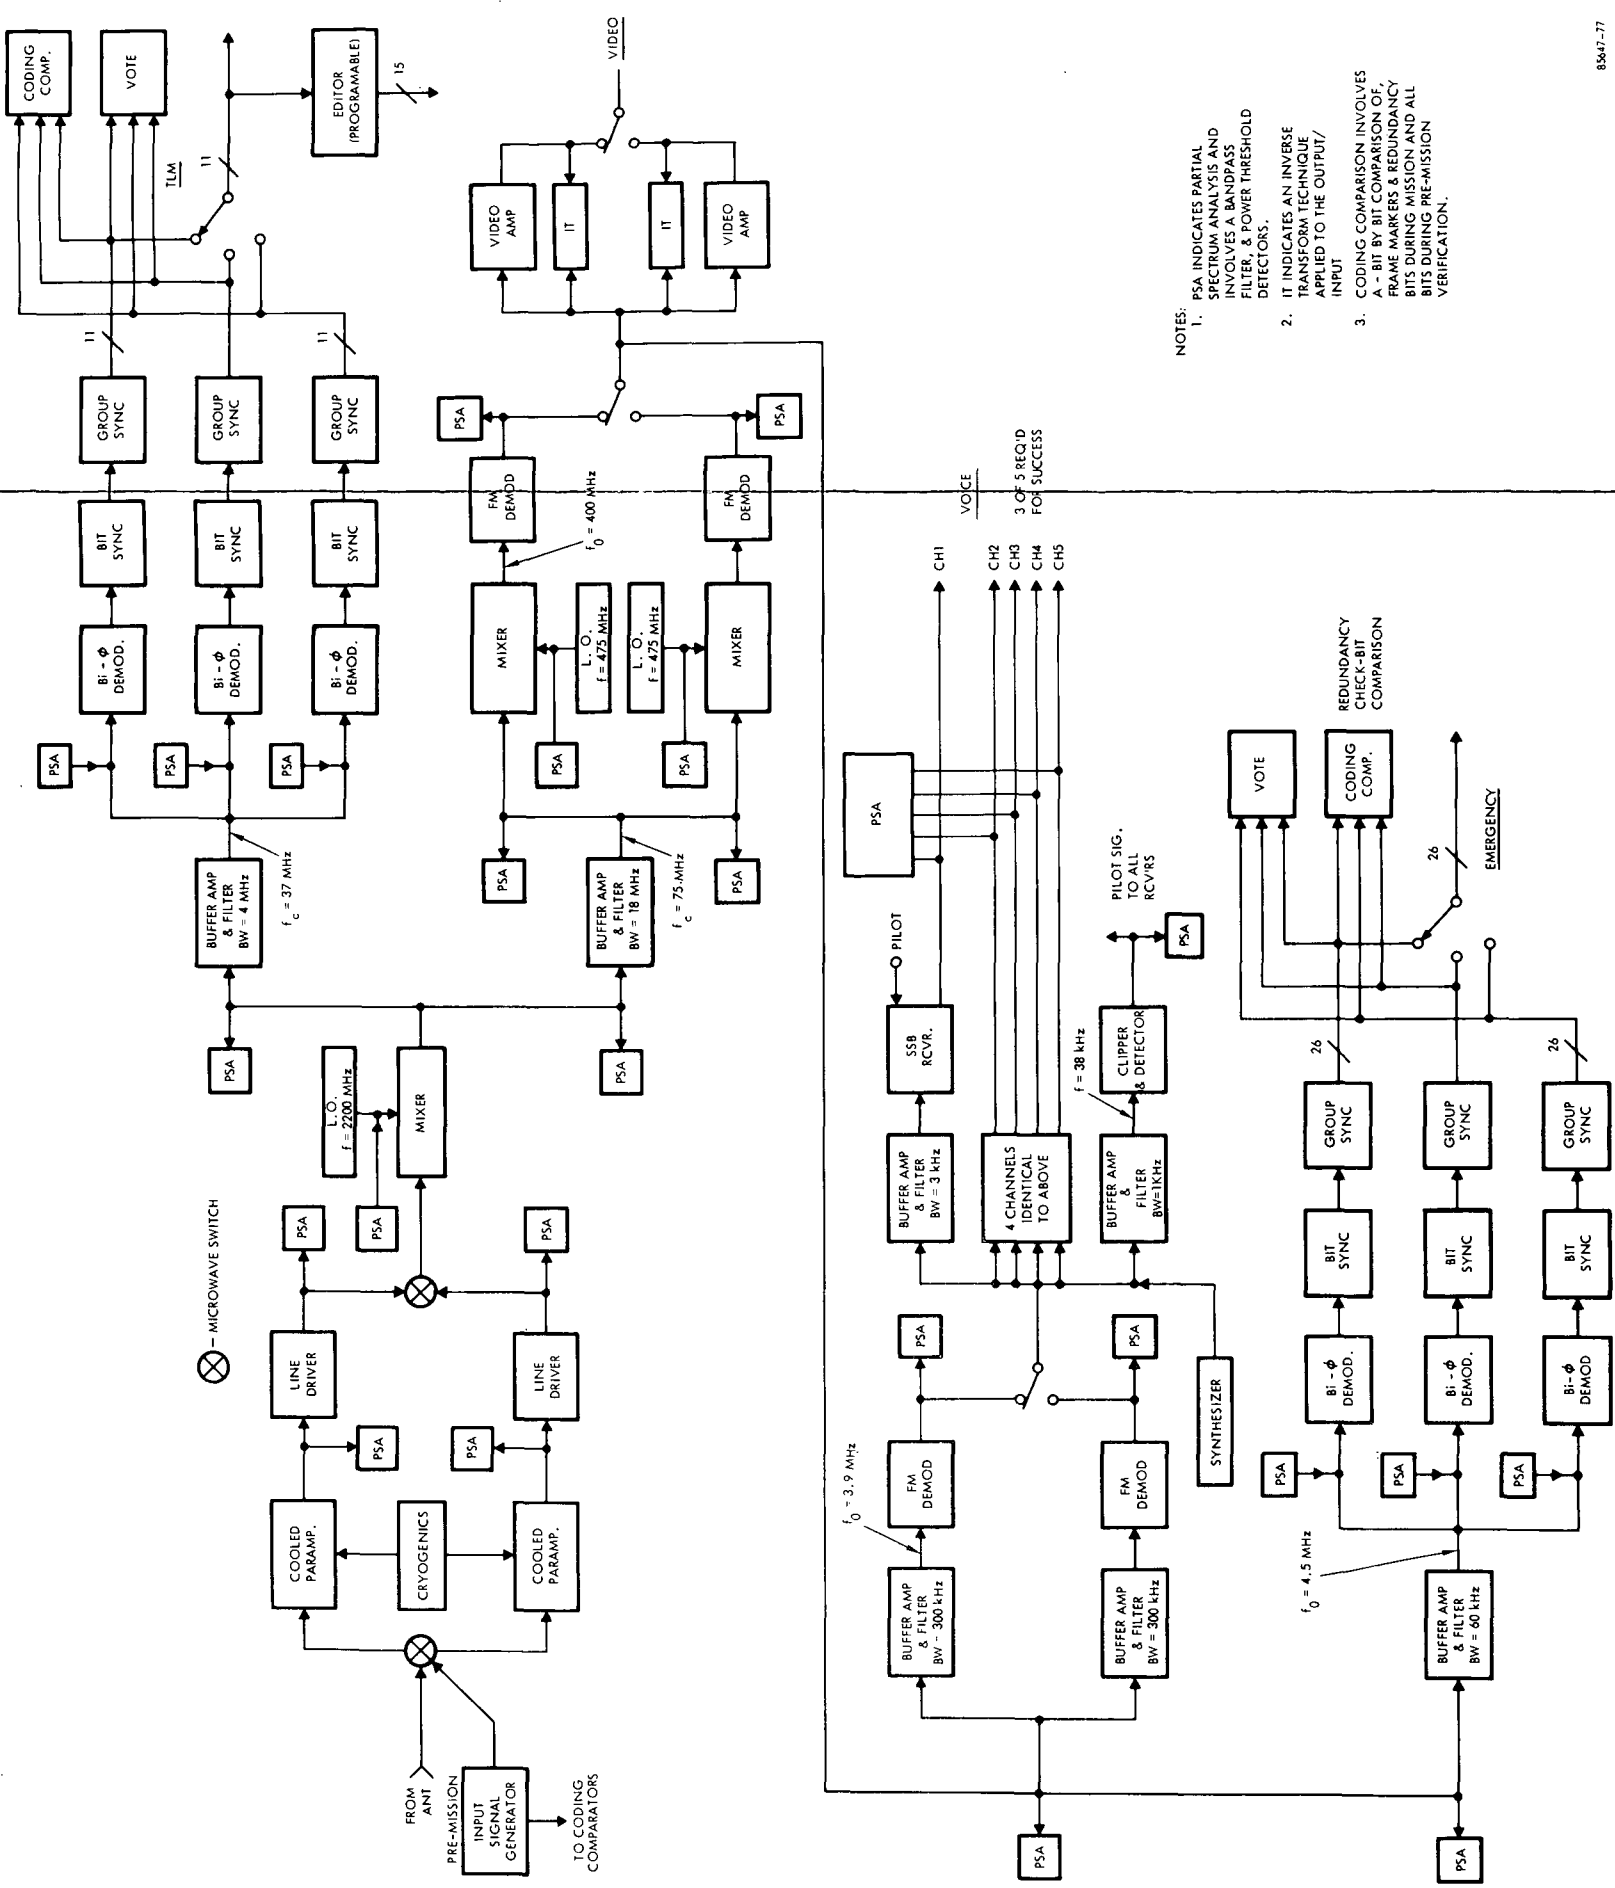 FROM
ANT
PRE-MISSION
INPUT
SIGNAL
GENERATOR
TO CODING
COMPARATORS
COOLED
PARAMP.
CRYOGENICS
COOLED
PARAMP.
PSA
PSA
LINE
DRIVER
LINE
DRIVER
– MICROWAVE SWITCH
PSA
PSA
PSA
L. O.
f = 2200 MHz
MIXER
PSA
PSA
BUFFER AMP
& FILTER
BW = 4 MHz
f c = 37 MHz
BUFFER AMP
& FILTER
BW = 18 MHz
f c = 75 MHz
PSA
PSA
PSA
PSA
PSA
PSA
PSA
Bi - ϕ
DEMOD.
Bi - ϕ
DEMOD.
Bi - ϕ
DEMOD.
BIT
SYNC
BIT
SYNC
BIT
SYNC
GROUP
SYNC
GROUP
SYNC
GROUP
SYNC
11
11
CODING
COMP.
VOTE
TLM
11
EDITOR
(PROGRAMABLE)
15
MIXER
L. O.
f = 475 MHz
L. O.
f = 475 MHz
MIXER
f0 = 400 MHz
FM
DEMOD
FM
DEMOD
PSA
PSA
VIDEO
AMP
IT
IT
VIDEO
AMP
VIDEO
PSA
PSA
BUFFER AMP
& FILTER
BW - 300 kHz
f0 = 3.9 MHz
BUFFER AMP
& FILTER
BW = 300 kHz
FM
DEMOD
FM
DEMOD
PSA
PSA
SYNTHESIZER
BUFFER AMP
& FILTER
BW = 3 kHz
4 CHANNELS
IDENTICAL
TO ABOVE
BUFFER AMP
&
FILTER
BW=1KHz
f = 38 kHz
SSB
RCVR.
PILOT
CLIPPER
& DETECTOR
PSA
PILOT SIG.
TO ALL
RCV'RS
PSA
CH1
CH2
CH3
CH4
CH5
VOICE
3 OF 5 REQ'D
FOR SUCCESS
BUFFER AMP
& FILTER
BW = 60 kHz
f0 = 4.5 MHz
PSA
PSA
PSA
Bi - ϕ
DEMOD.
Bi - ϕ
DEMOD.
Bi- ϕ
DEMOD
BIT
SYNC
BIT
SYNC
BIT
SYNC
GROUP
SYNC
GROUP
SYNC
GROUP
SYNC
26
26
VOTE
CODING
COMP.
REDUNDANCY
CHECK-BIT
COMPARISON
26
EMERGENCY
NOTES:
1. PSA INDICATES PARTIAL
SPECTRUM ANALYSIS AND
INVOLVES A BANDPASS
FILTER, & POWER THRESHOLD
DETECTORS.
2. IT INDICATES AN INVERSE
TRANSFORM TECHNIQUE
APPLIED TO THE OUTPUT/
INPUT
3. CODING COMPARISON INVOLVES
A - BIT BY BIT COMPARISON OF,
FRAME MARKERS & REDUNDANCY
BITS DURING MISSION AND ALL
BITS DURING PRE-MISSION
VERIFICATION.
85647-77